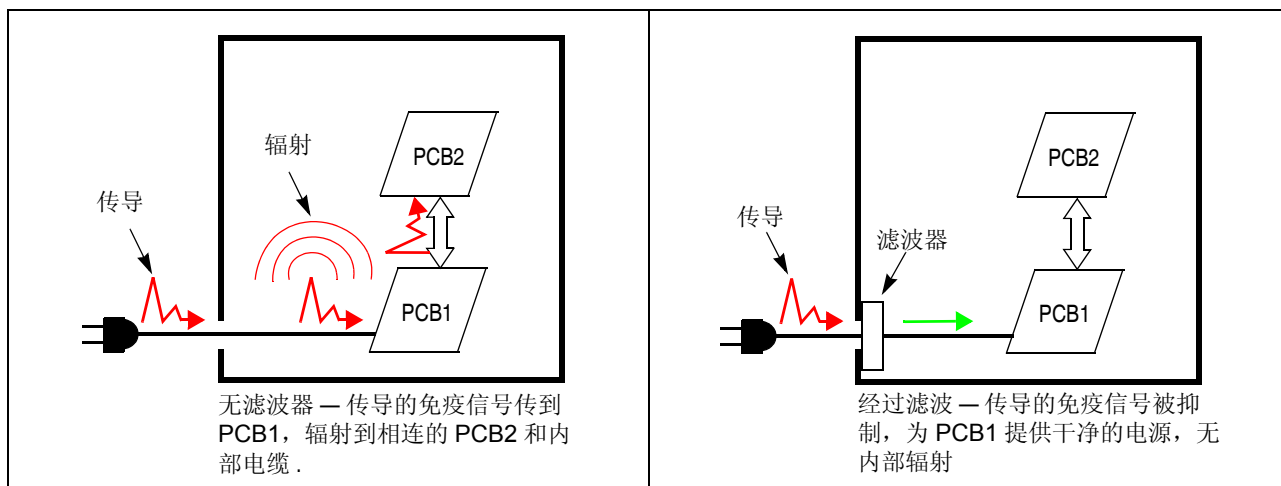 辐射
PCB2
传导
PCB1
无滤波器 — 传导的免疫信号传到
PCB1，辐射到相连的 PCB2 和内
部电缆 .
PCB2
传导
滤波器
PCB1
经过滤波 — 传导的免疫信号被抑
制，为 PCB1 提供干净的电源，无
内部辐射